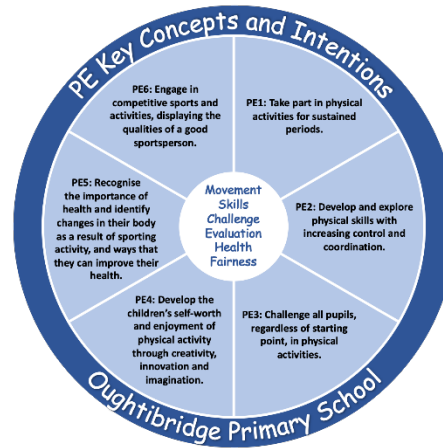 PE Key Concepts and Intentions
PE6: Engage in
competitive sports and
activities, displaying the
qualities of a good
sportsperson.
PE1: Take part in physical
activities for sustained
periods.
PE5: Recognise
the importance of
health and identify
changes in their body
as a result of sporting
activity, and ways that
they can improve their
health.
Movement
Skills
Challenge
Evaluation
Health
Fairness
PE2: Develop and explore
physical skills with
increasing control and
coordination.
PE4: Develop the
children's self-worth
and enjoyment of
physical activity
through creativity,
innovation and
imagination.
PE3: Challenge all pupils,
regardless of starting
point, in physical
activities.
Oughtibridge Primary School